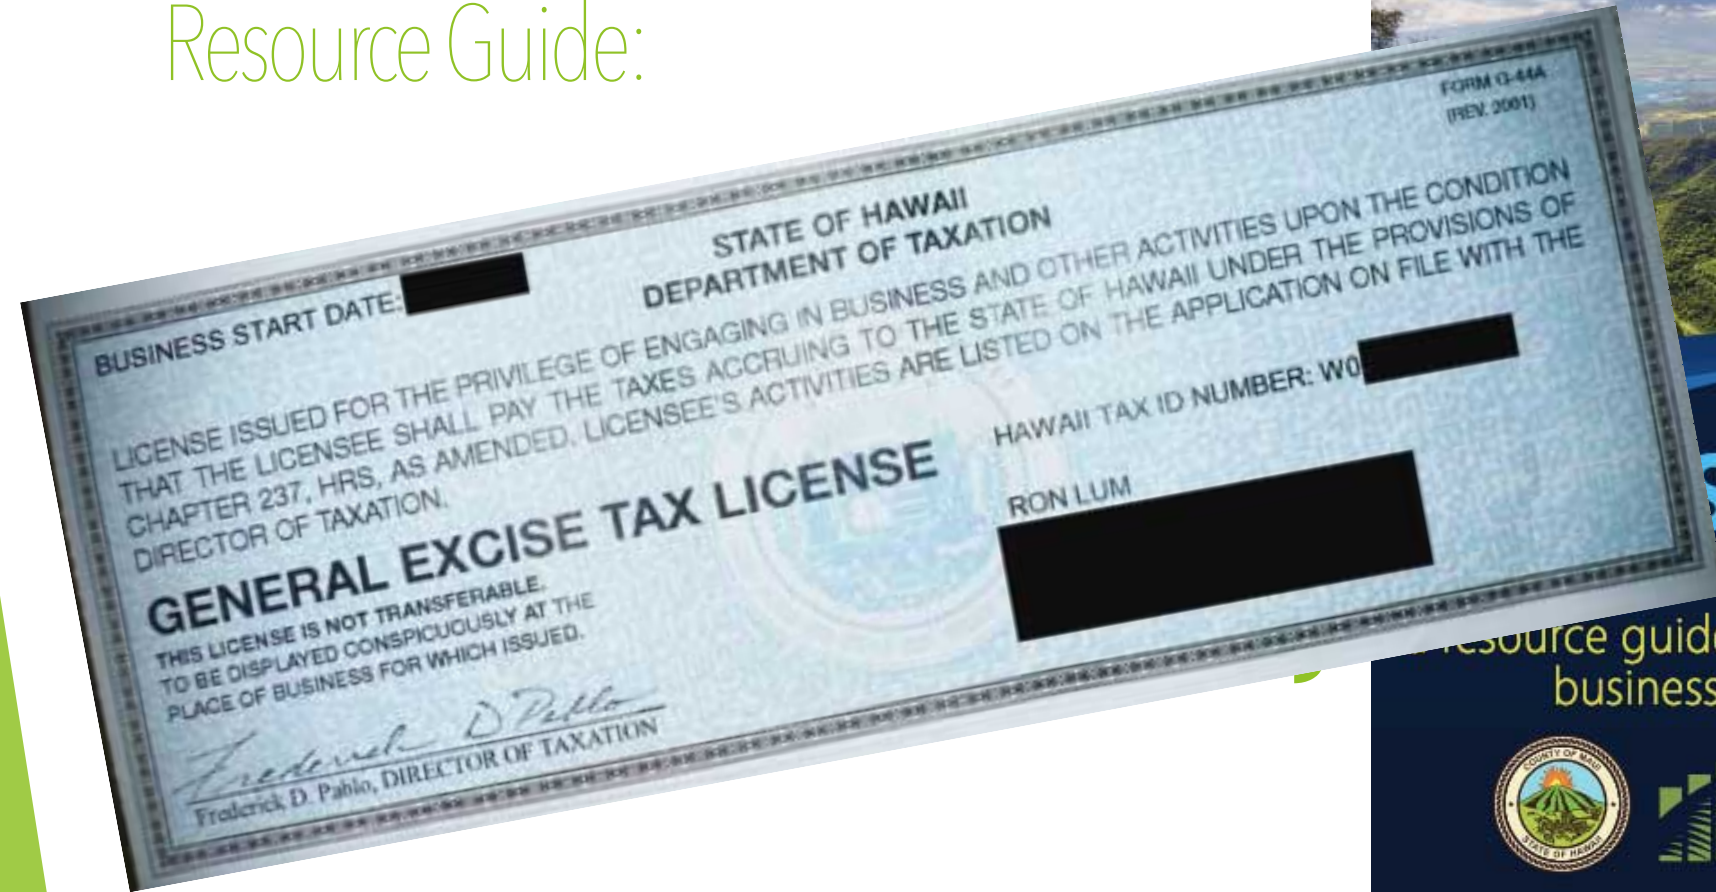 Resource Guide:
FORM G-44A
(REV. 2001)
STATE OF HAWAII
DEPARTMENT OF TAXATION
BUSINESS START DATE:
LICENSE ISSUED FOR THE PRIVILEGE OF ENGAGING IN BUSINESS AND OTHER ACTIVITIES UPON THE CONDITION
THAT THE LICENSEE SHALL PAY THE TAXES ACCRUING TO THE STATE OF HAWAII UNDER THE PROVISIONS OF
CHAPTER 237, HRS, AS AMENDED. LICENSEE'S ACTIVITIES ARE LISTED ON THE APPLICATION ON FILE WITH THE
DIRECTOR OF TAXATION.
HAWAII TAX ID NUMBER: W0
GENERAL EXCISE TAX LICENSE
RON LUM
THIS LICENSE IS NOT TRANSFERABLE.
TO BE DISPLAYED CONSPICUOUSLY AT THE
PLACE OF BUSINESS FOR WHICH ISSUED.
Frederick D Pablo
Frederick D. Pablo, DIRECTOR OF TAXATION
resource guide
business
COUNTY OF MAUI
STATE OF HAWAII